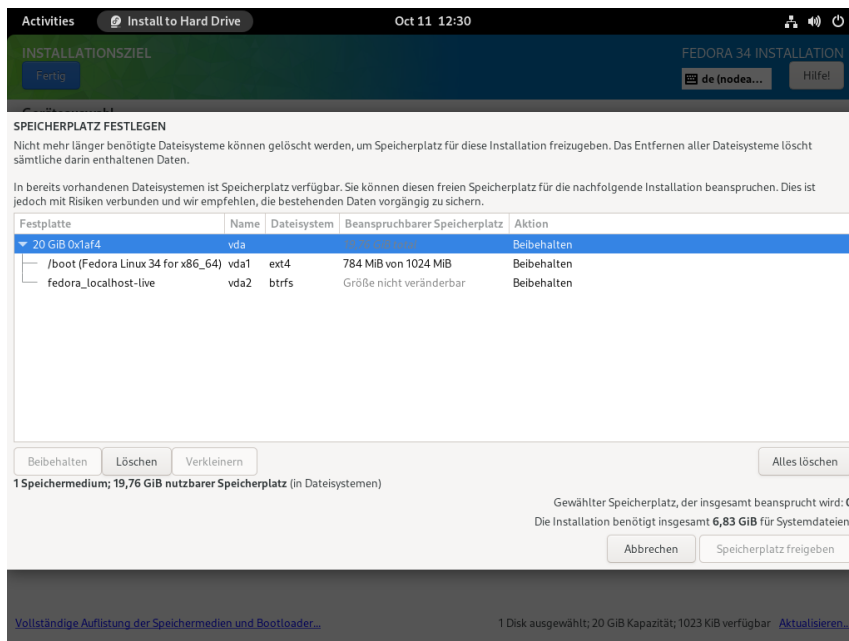 Activities Install to Hard Drive Oct 11 12:30
INSTALLATIONSZIEL FEDORA 34 INSTALLATION
Fertig de (nodea... Hilfe!
SPEICHERPLATZ FESTLEGEN
Nicht mehr länger benötigte Dateisysteme können gelöscht werden, um Speicherplatz für diese Installation freizugeben. Das Entfernen aller Dateisysteme löscht
sämtliche darin enthaltenen Daten.
In bereits vorhandenen Dateisystemen ist Speicherplatz verfügbar. Sie können diesen freien Speicherplatz für die nachfolgende Installation beanspruchen. Dies ist
jedoch mit Risiken verbunden und wir empfehlen, die bestehenden Daten vorgängig zu sichern.
Festplatte Name Dateisystem Beanspruchbarer Speicherplatz Aktion
20 GiB 0x1af4 vda Beibehalten
/boot (Fedora Linux 34 for x86_64) vda1 ext4 784 MiB von 1024 MiB Beibehalten
fedora_localhost-live vda2 btrfs Größe nicht veränderbar Beibehalten
Beibehalten Löschen Verkleinern Alles löschen
1 Speichermedium; 19,76 GiB nutzbarer Speicherplatz (in Dateisystemen)
Gewählter Speicherplatz, der insgesamt beansprucht wird:
Die Installation benötigt insgesamt 6,83 GiB für Systemdateien
Abbrechen Speicherplatz freigeben
Vollständige Auflistung der Speichermedien und Bootloader... 1 Disk ausgewählt; 20 GiB Kapazität; 1023 KiB verfügbar Aktualisieren...